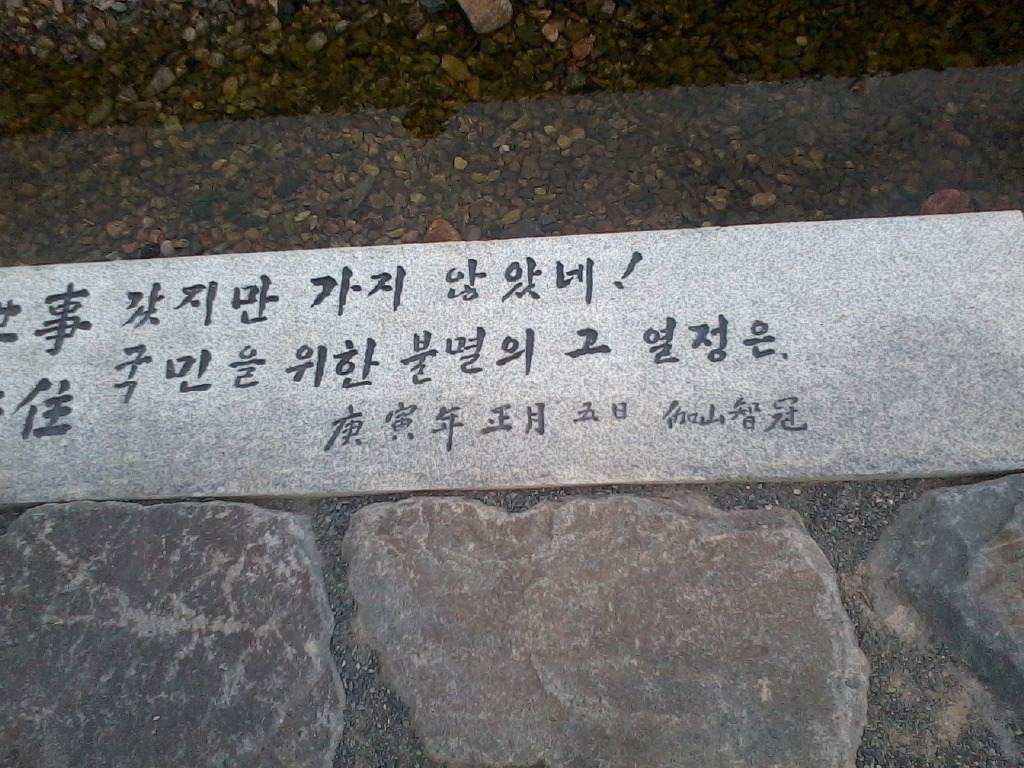 世事 갔지만 가지 않았네!
住 국민을 위한 불멸의 그 열정은.
庚寅年 正月 五日 伽山智冠